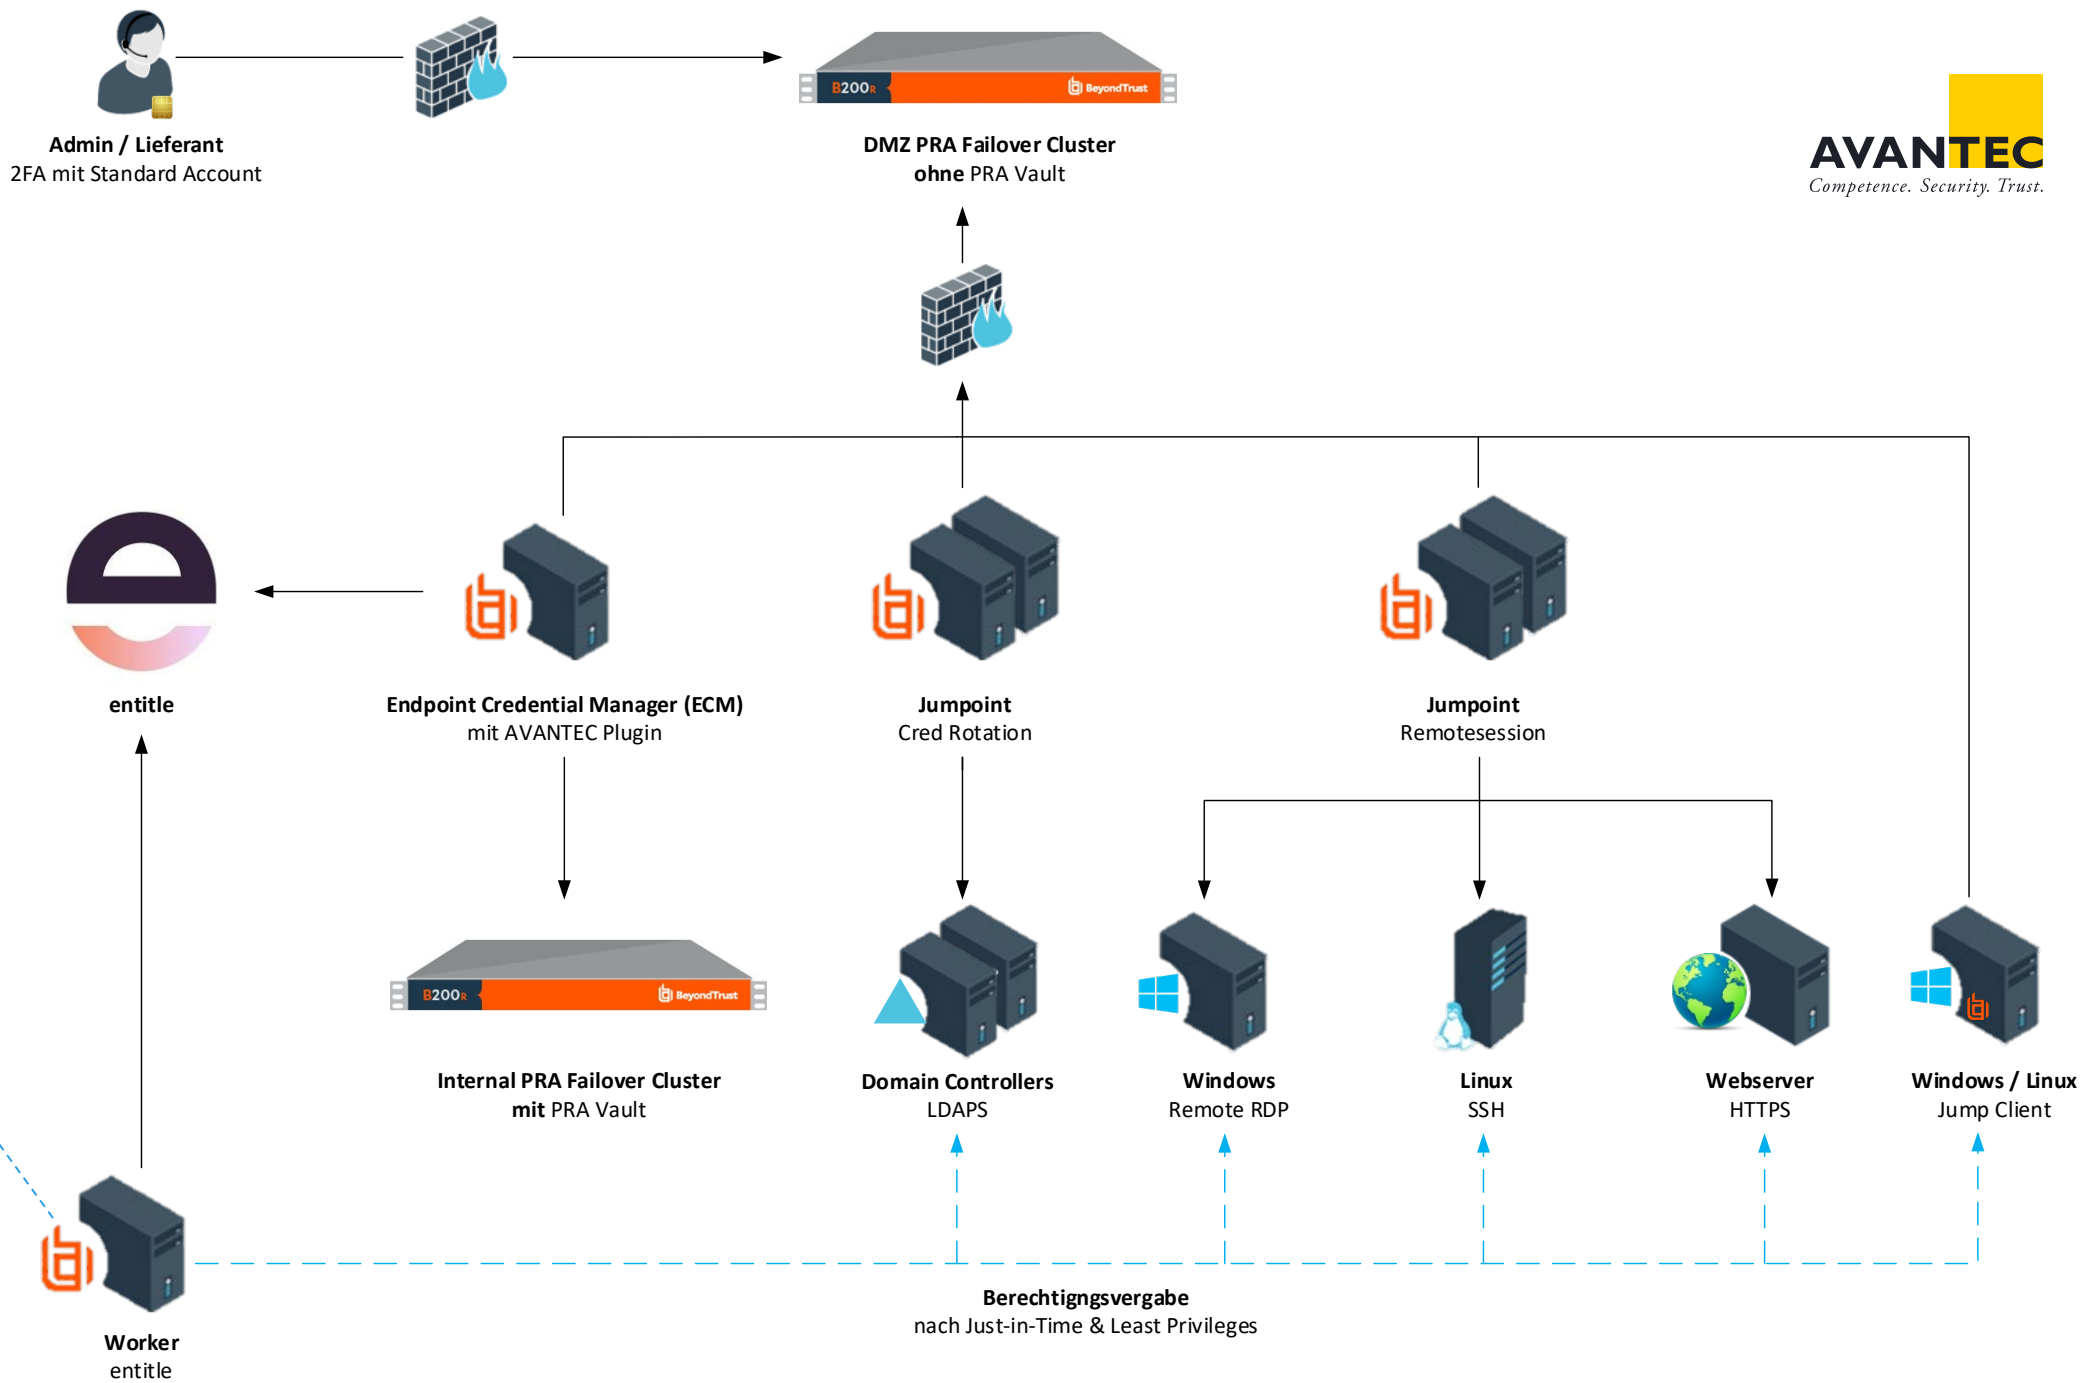 Admin / Lieferant
2FA mit Standard Account
B200R
BeyondTrust
DMZ PRA Failover Cluster
ohne PRA Vault
AVANTEC
Competence. Security. Trust.
entitle
Endpoint Credential Manager (ECM)
mit AVANTEC Plugin
Jumpoint
Cred Rotation
Jumpoint
Remotesession
B200R
BeyondTrust
Internal PRA Failover Cluster
mit PRA Vault
Domain Controllers
LDAPS
Windows
Remote RDP
Linux
SSH
Webserver
HTTPS
Windows / Linux
Jump Client
Berechtigngsvergabe
nach Just-in-Time & Least Privileges
Worker
entitle